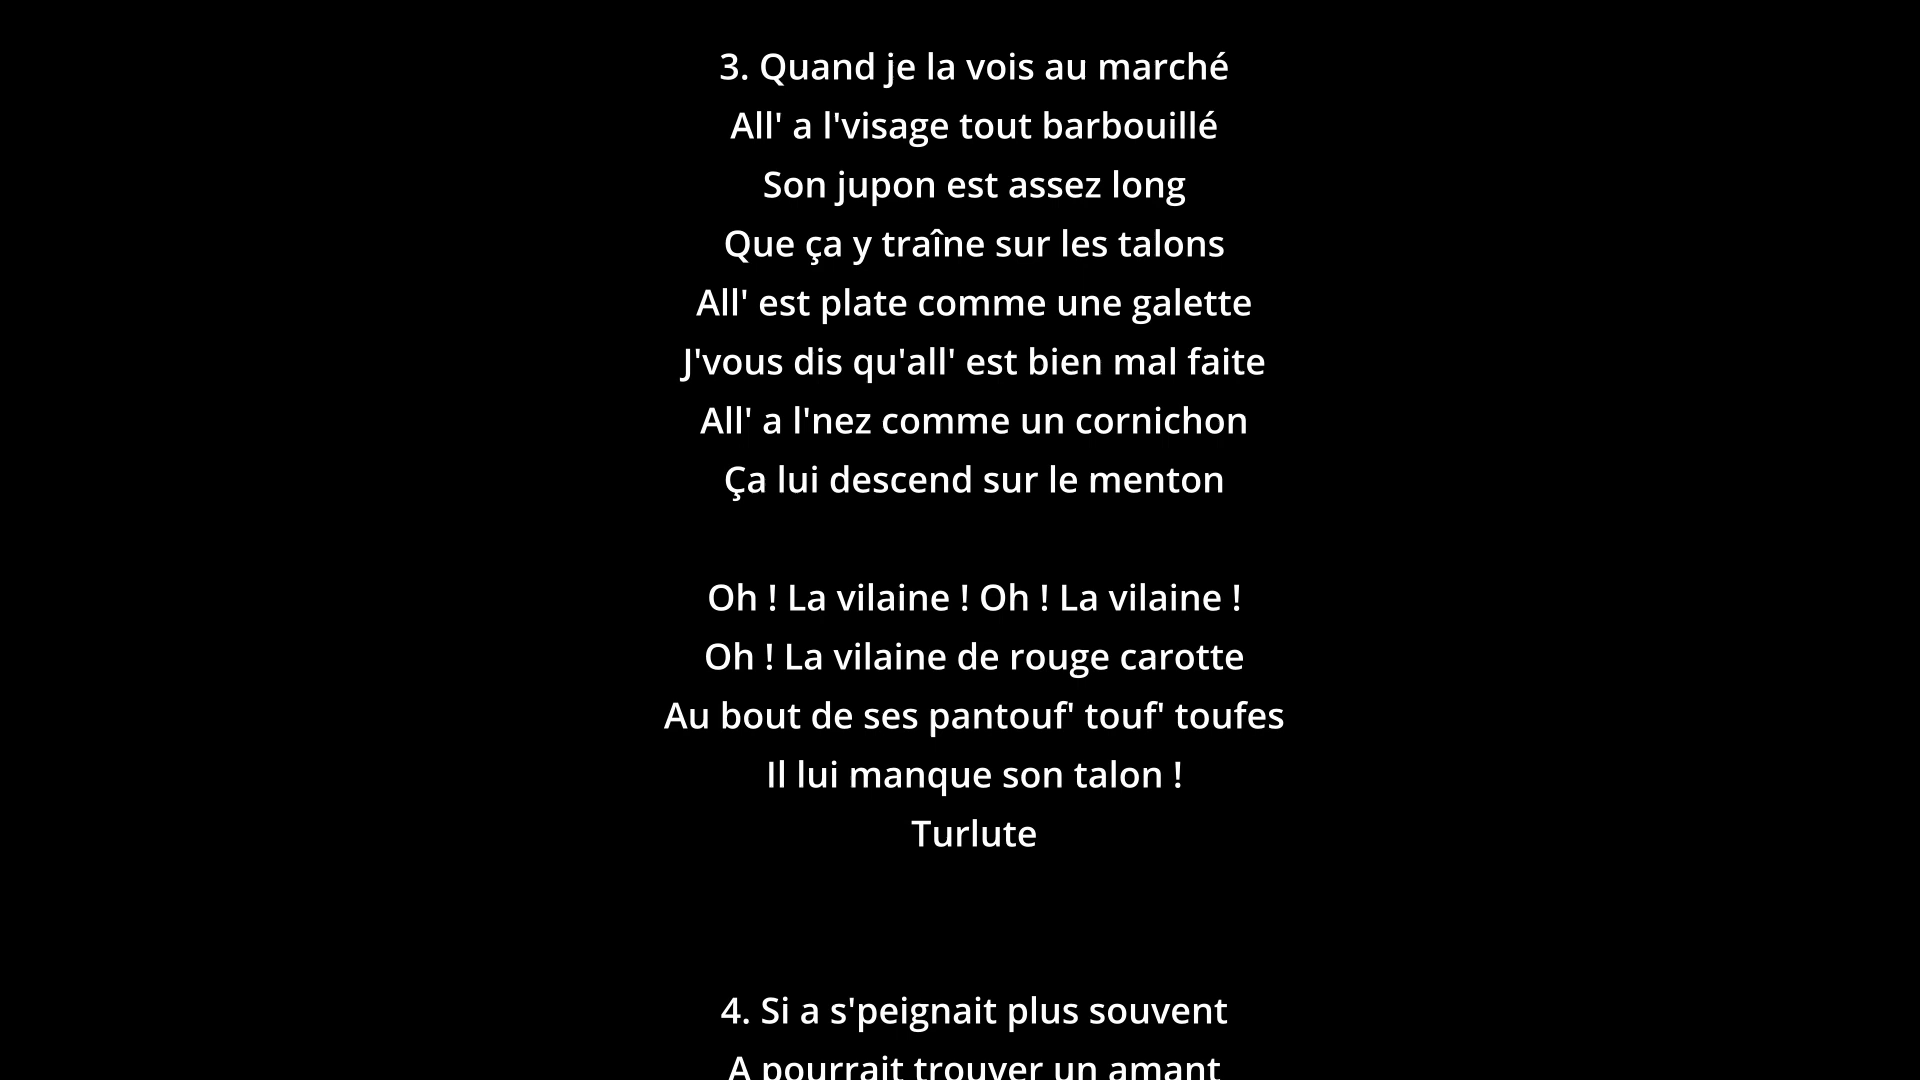 3. Quand je la vois au marché
All' a l'visage tout barbouillé
Son jupon est assez long
Que ça y traîne sur les talons
All' est plate comme une galette
J'vous dis qu'all' est bien mal faite
All' a l'nez comme un cornichon
Ça lui descend sur le menton
Oh ! La vilaine ! Oh ! La vilaine !
Oh ! La vilaine de rouge carotte
Au bout de ses pantouf' touf' toufes
Il lui manque son talon !
Turlute
4. Si a s'peignait plus souvent
A pourrait trouver un amant